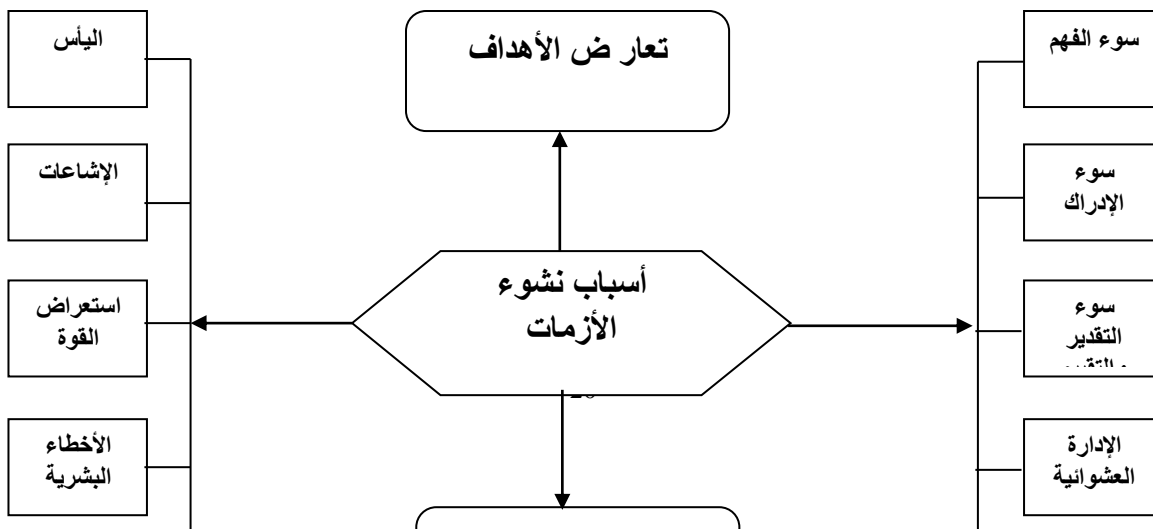 تعار ض الأهداف
سوء الفهم
سوء
الإدراك
سوء
التقدير
الإدارة
العشوائية
أسباب نشوء
الأزمات
اليأس
الإشاعات
استعراض
القوة
الأخطاء
البشرية